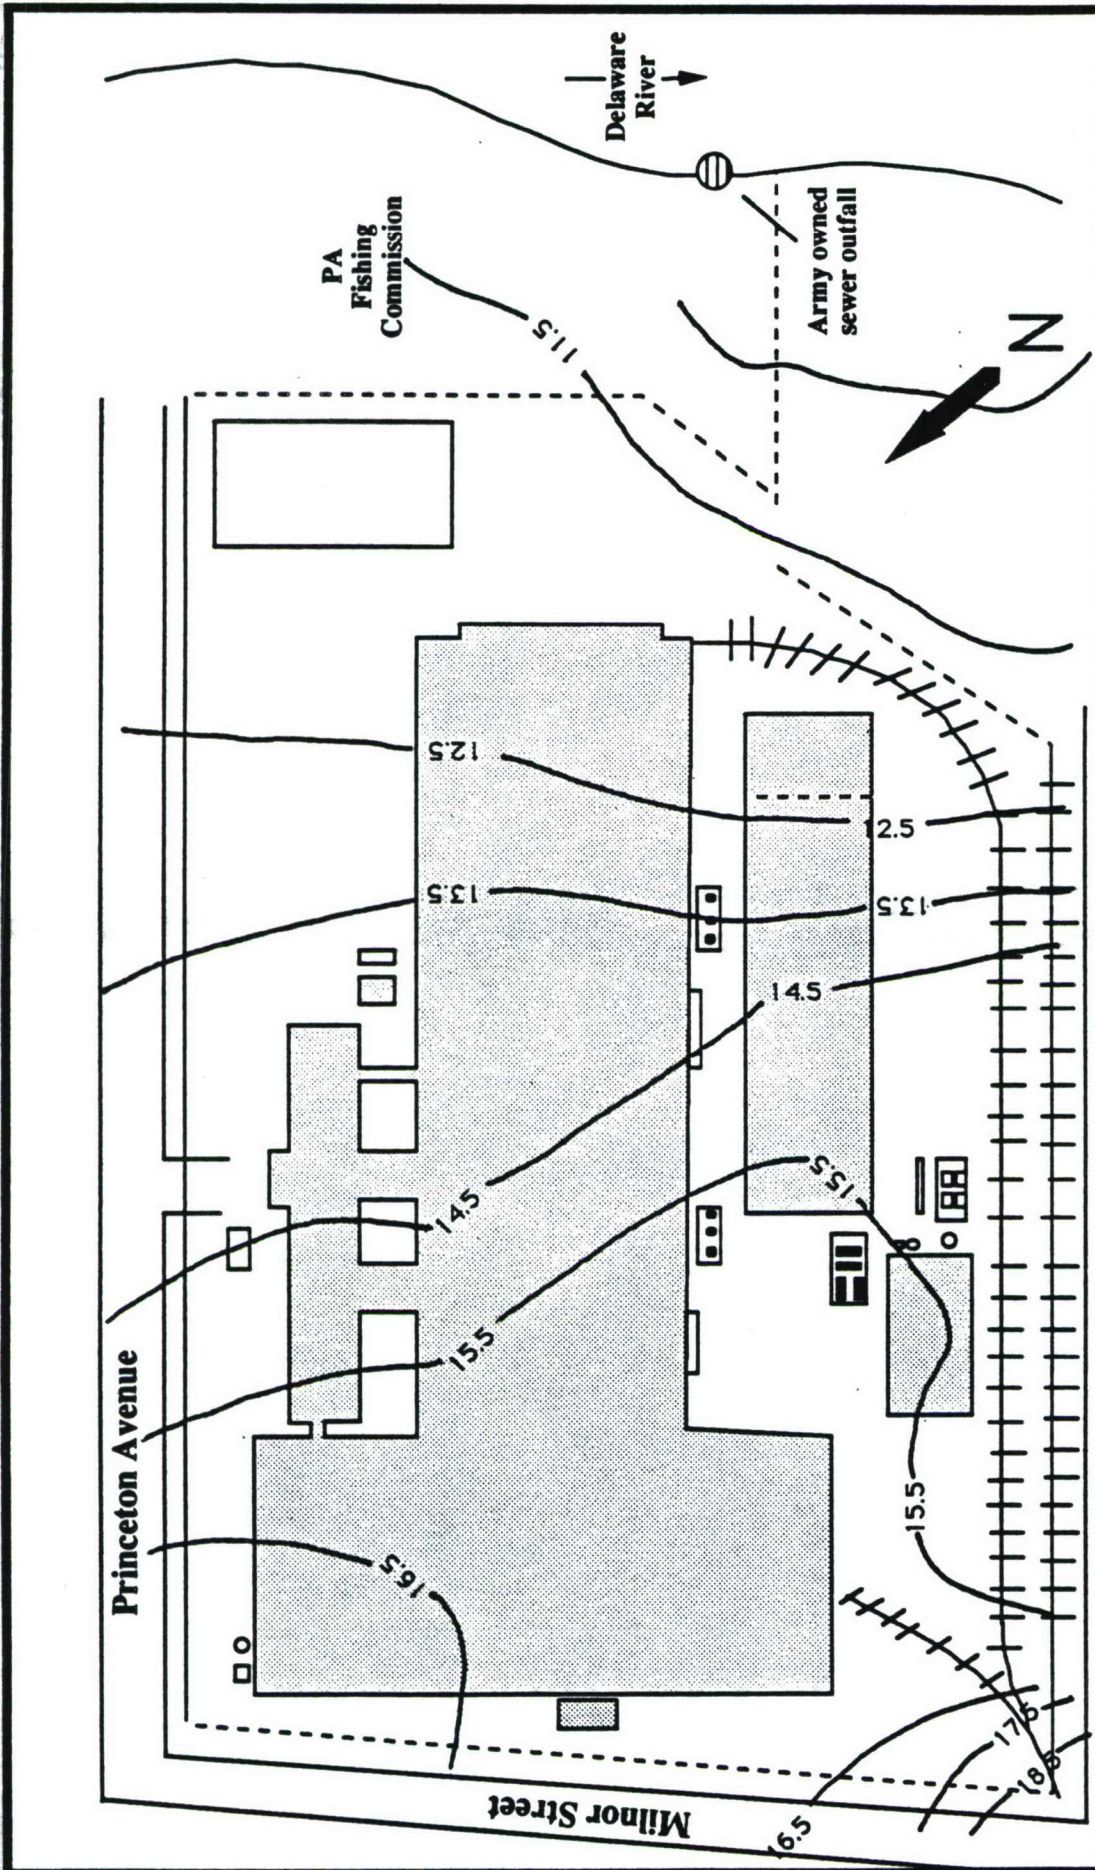 Delaware
River
PA
Fishing
Commission
Army owned
sewer outfall
N
11.5
12.5
12.5
13.5
13.5
14.5
14.5
15.5
15.5
15.5
Princeton Avenue
16.5
17.5
18.5
16.5
Milnor Street